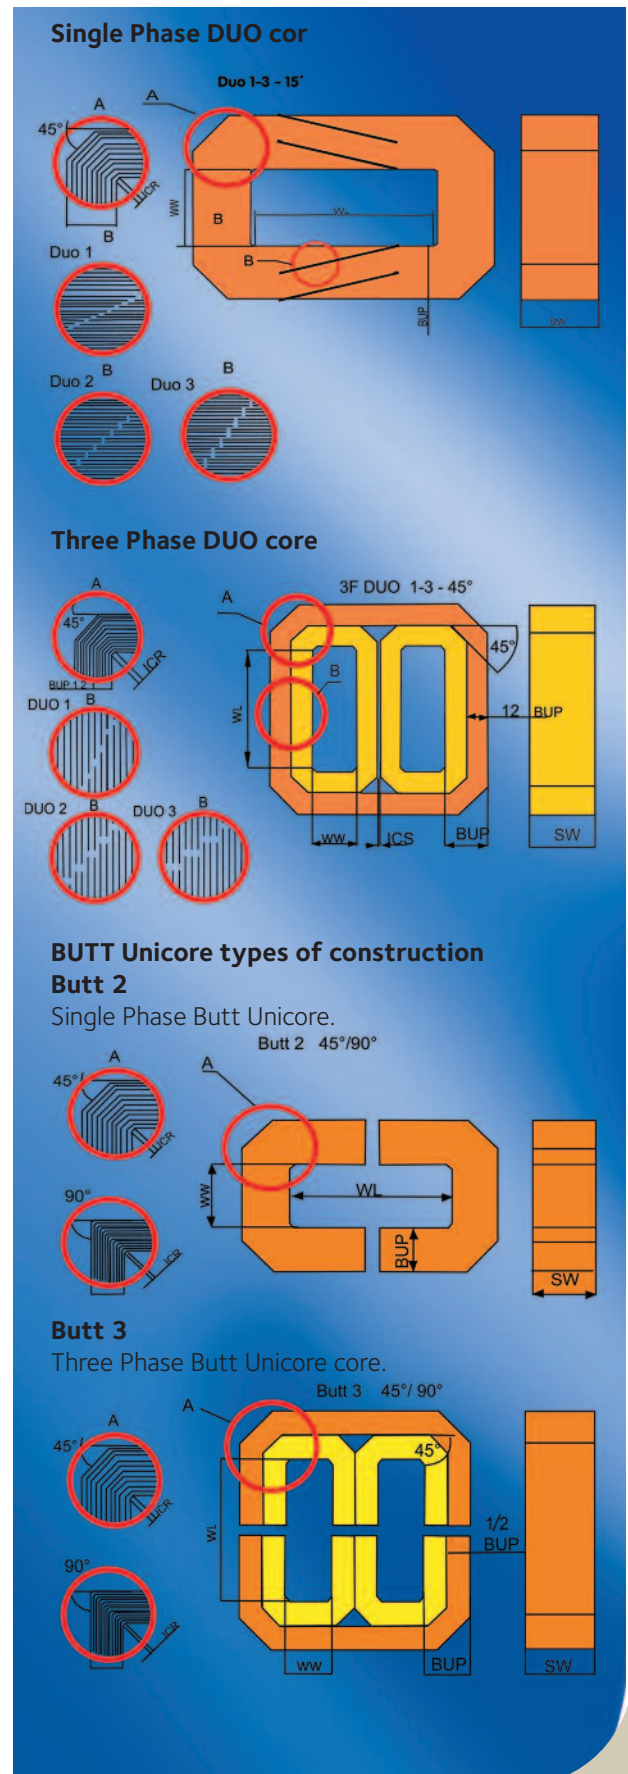 Single Phase DUO cor
Duo 1-3 - 15°
A
A
45°
ICR
WW
B
WL
B
B
Duo 1
BUP
SW
B
Duo 2
Duo 3
B
Three Phase DUO core
3F DUO 1-3 - 45°
A
A
45°
45°
ICR
B
BUP 1.2
DUO 1
B
WL
12 BUP
DUO 2
B
DUO 3
B
WW
ICS
BUP
SW
BUTT Unicore types of construction
Butt 2
Single Phase Butt Unicore.
Butt 2 45°/90°
A
A
45°
ICR
WW
WL
90°
BUP
ICR
SW
Butt 3
Three Phase Butt Unicore core.
Butt 3 45°/ 90°
A
A
45°
45°
ICR
WL
1/2
BUP
90°
ICR
WW
BUP
SW